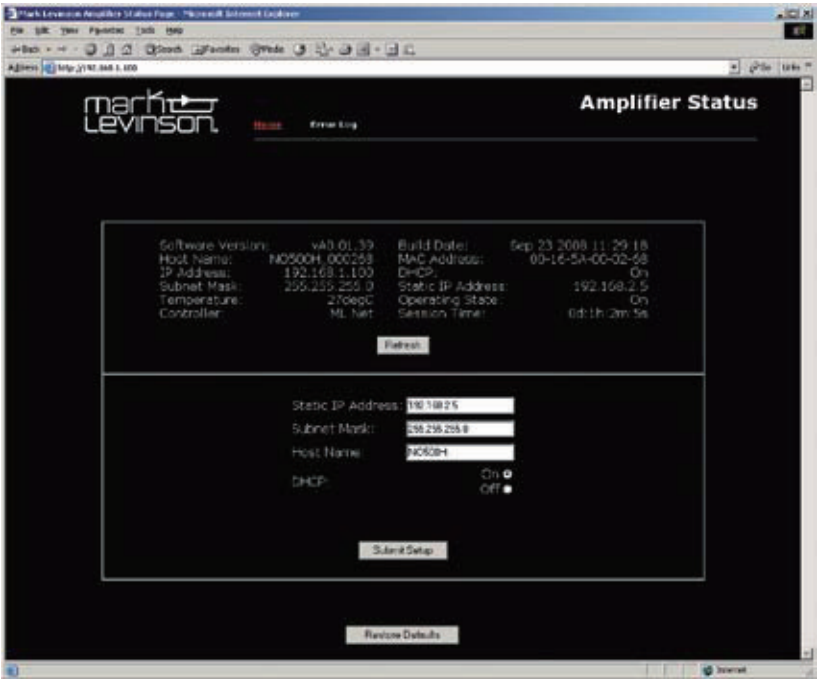 Mark Levinson Amplifier Status Page - Microsoft Internet Explorer
File Edit View Favorites Tools Help
Back Search Favorites Media
Address http://192.168.1.100 Go Links »
mark Levinson.
Amplifier Status
Home Error Log
Software Version: vA0.01.39 Build Date: Sep 23 2008 11:29:18
Host Name: NO500H_000268 MAC Address: 00-16-5A-00-02-68
IP Address: 192.168.1.100 DHCP: On
Subnet Mask: 255.255.255.0 Static IP Address: 192.168.2.5
Temperature: 27degC Operating State: On
Controller: ML Net Session Time: 0d:1h:2m:5s
Refresh
Static IP Address: 192.168.2.5
Subnet Mask: 255.255.255.0
Host Name: NO500H
DHCP: On
Off
Submit Setup
Restore Defaults
Internet